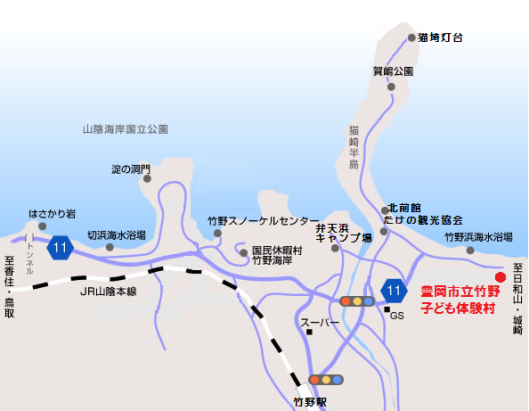 猫埼灯台
賀嶋公園
猫崎半島
山陰海岸国立公園
淀の洞門
はさかり岩
トンネル
11
切浜海水浴場
竹野スノーケルセンター
国民休暇村
竹野海岸
弁天浜
キャンプ場
北前館
たけの観光協会
竹野浜海水浴場
至香住・鳥取
JR山陰本線
至日和山・城崎
11
GS
豊岡市立竹野
子ども体験村
スーパー
竹野駅